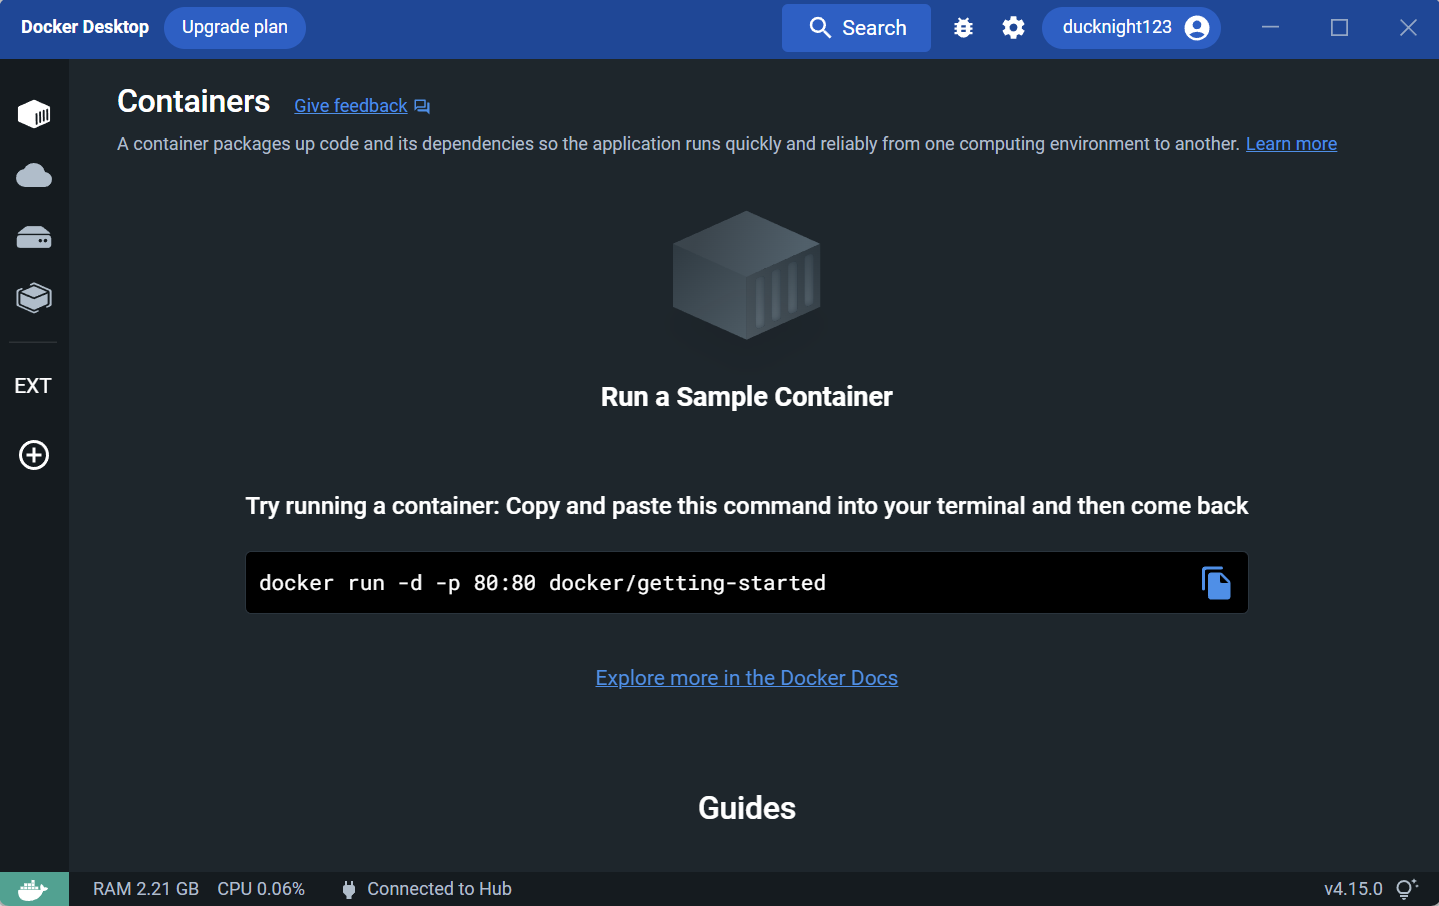 Docker Desktop Upgrade plan Search ducknight123
Containers Give feedback
A container packages up code and its dependencies so the application runs quickly and reliably from one computing environment to another. Learn more
EXT
Run a Sample Container
Try running a container: Copy and paste this command into your terminal and then come back
docker run -d -p 80:80 docker/getting-started
Explore more in the Docker Docs
Guides
RAM 2.21 GB CPU 0.06% Connected to Hub v4.15.0